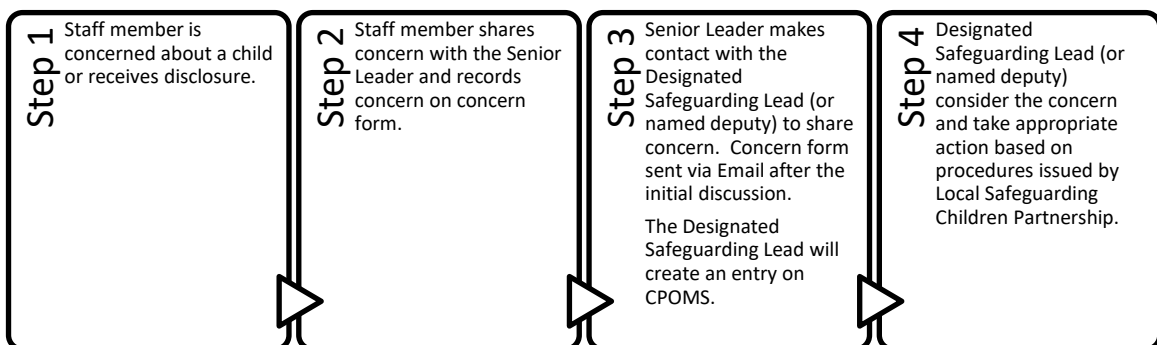 Step 1
Staff member is
concerned about a child
or receives disclosure.
Step 2
Staff member shares
concern with the Senior
Leader and records
concern on concern
form.
Step 3
Senior Leader makes
contact with the
Designated
Safeguarding Lead (or
named deputy) to share
concern.  Concern form
sent via Email after the
initial discussion.
The Designated
Safeguarding Lead will
create an entry on
CPOMS.
Step 4
Designated
Safeguarding Lead (or
named deputy)
consider the concern
and take appropriate
action based on
procedures issued by
Local Safeguarding
Children Partnership.